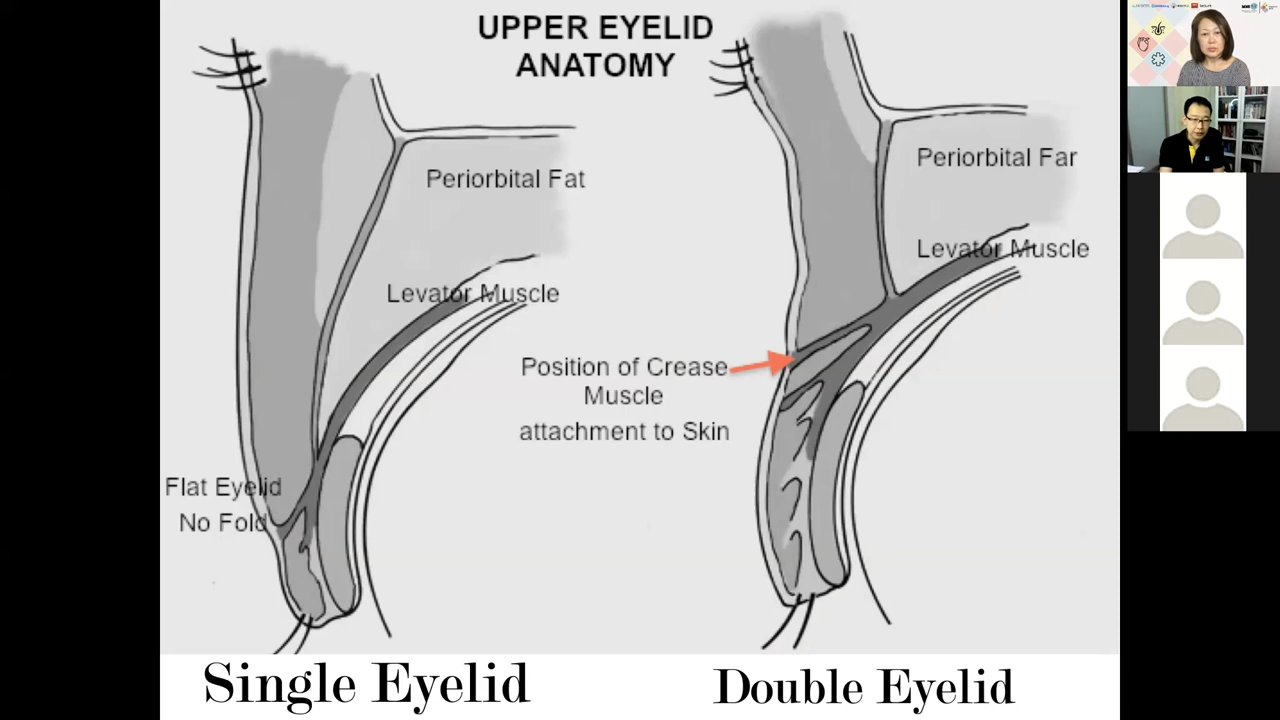 UPPER EYELID
ANATOMY
Periorbital Fat
Levator Muscle
Flat Eyelid
No Fold
Periorbital Far
Levator Muscle
Position of Crease
Muscle
attachment to Skin
Single Eyelid
Double Eyelid